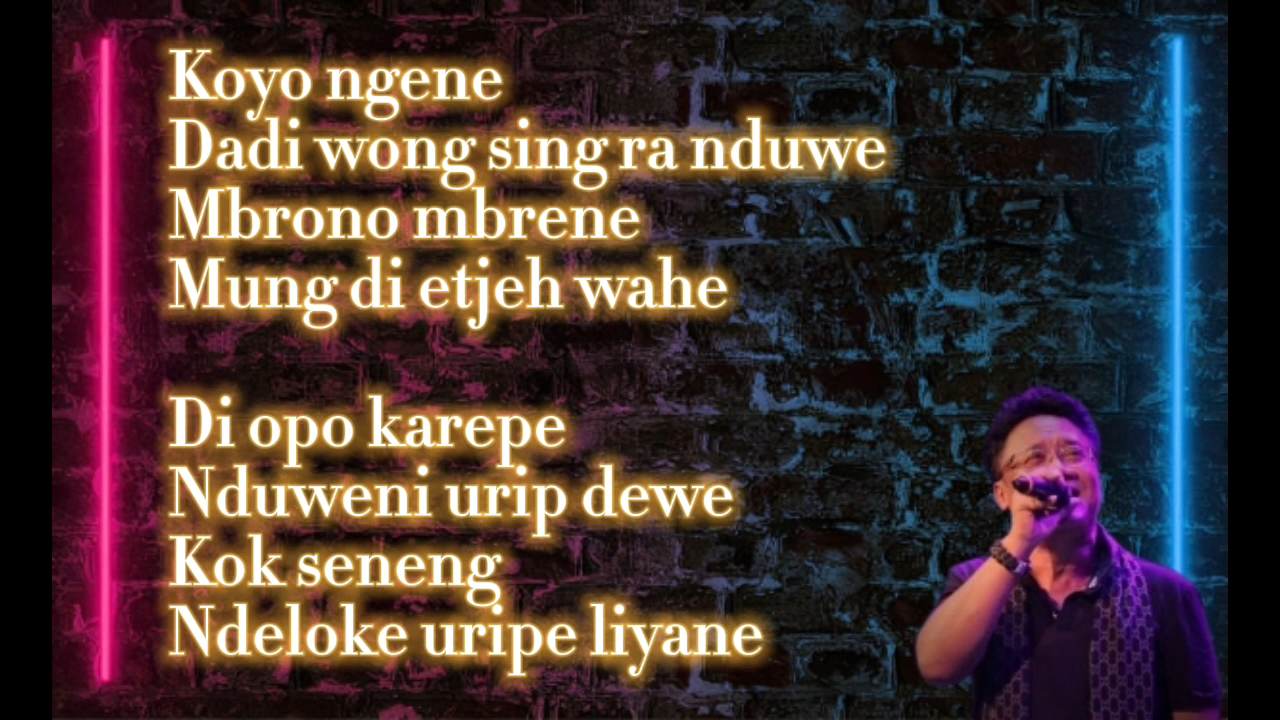 Koyo ngene
Dadi wong sing ra nduwe
Mbrono mbrene
Mung di etjeh wahe
Di opo karepe
Nduweni urip dewe
Kok seneng
Ndeloke uripe liyane